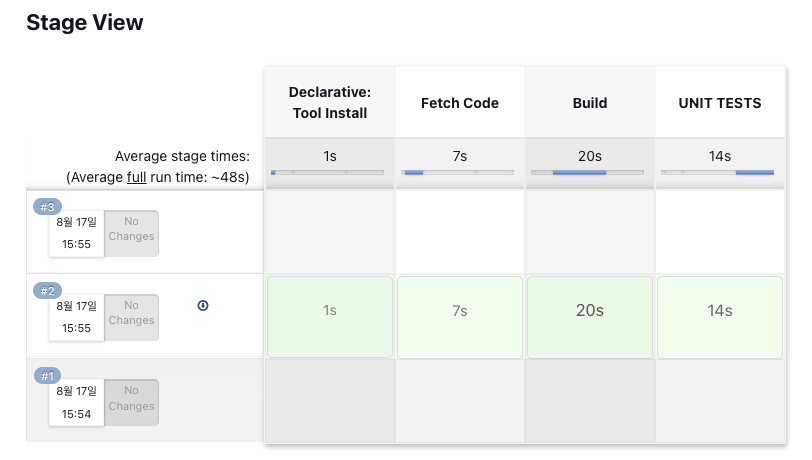 Stage View
Declarative:
Tool Install
Fetch Code
Build
UNIT TESTS
Average stage times:
(Average full run time: ~48s)
1s
7s
20s
14s
#3
8월 17일
15:55
No
Changes
#2
8월 17일
15:55
No
Changes
1s
7s
20s
14s
#1
8월 17일
15:54
No
Changes